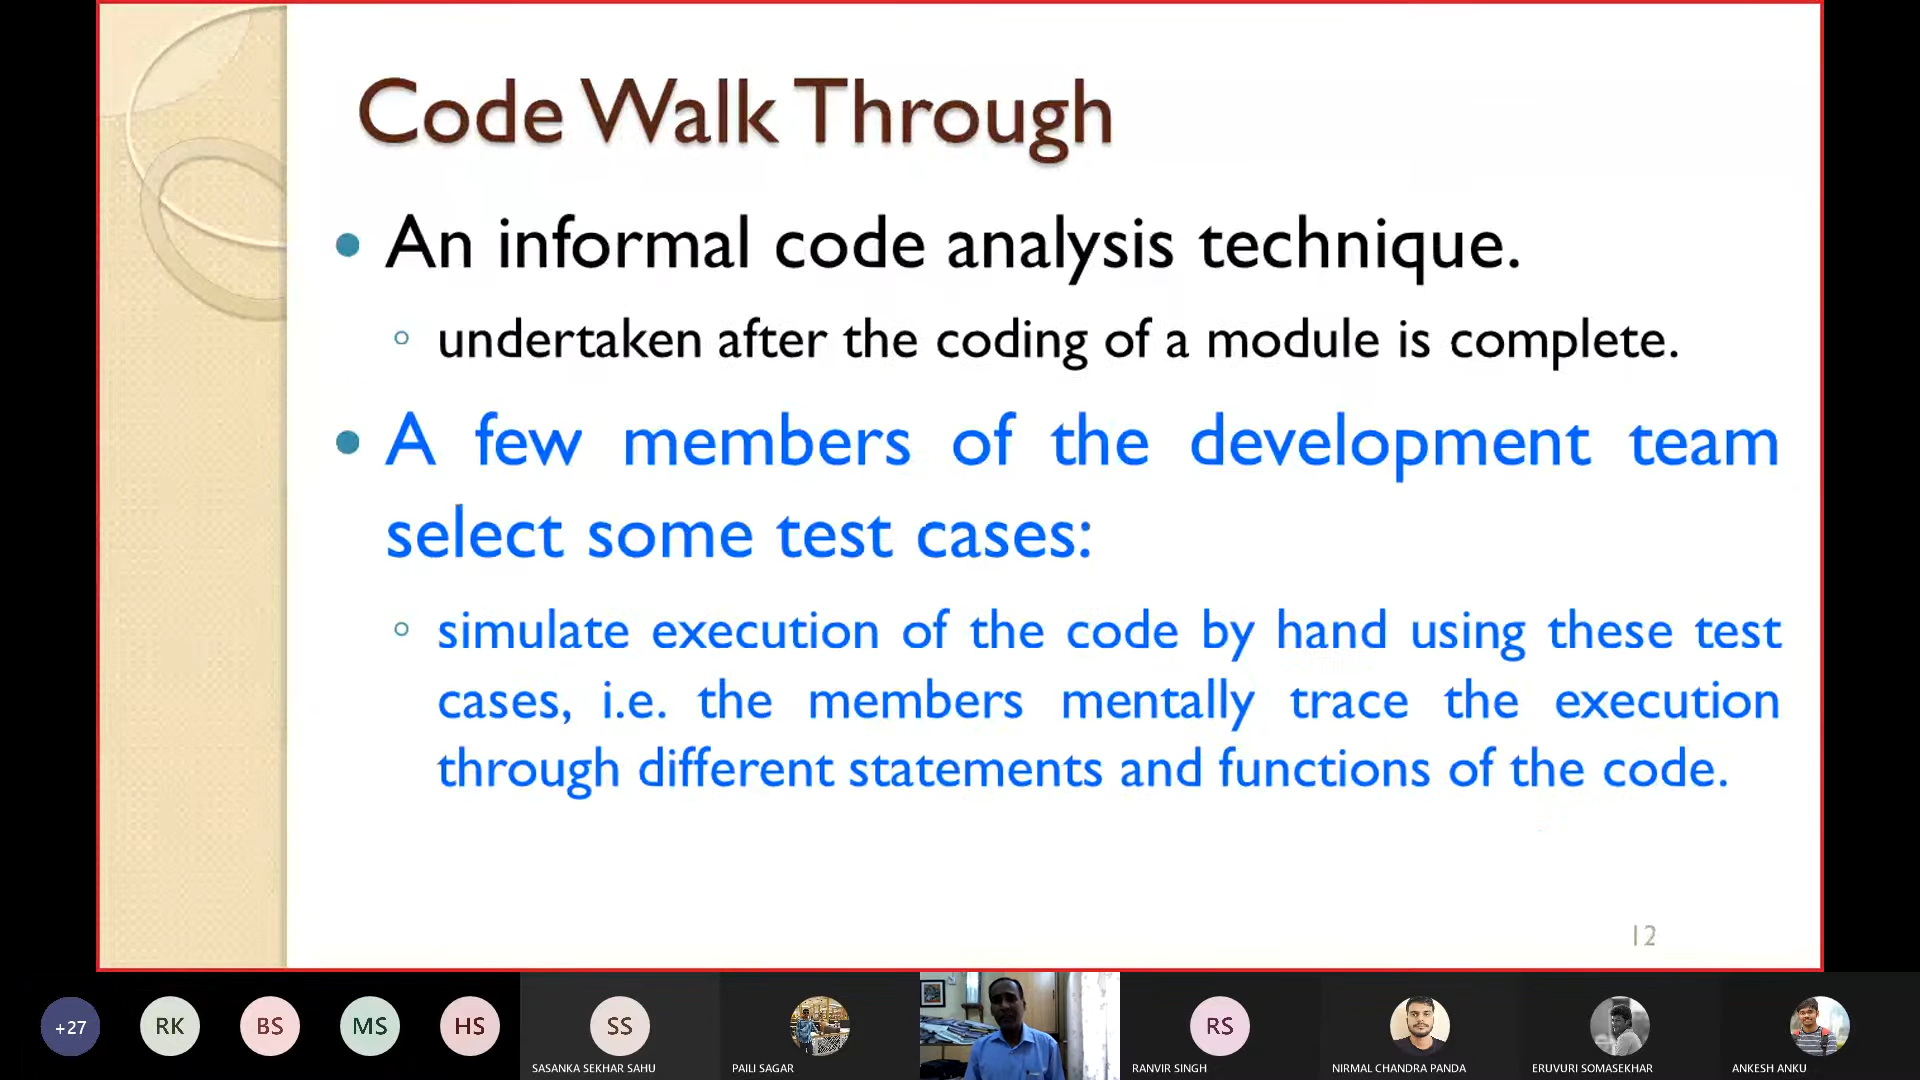 Code Walk Through
• An informal code analysis technique.
◦ undertaken after the coding of a module is complete.
• A few members of the development team
select some test cases:
◦ simulate execution of the code by hand using these test
cases, i.e. the members mentally trace the execution
through different statements and functions of the code.
12
+27
RK
BS
MS
HS
SS
RS
SASANKA SEKHAR SAHU
PAILI SAGAR
RANVIR SINGH
NIRMAL CHANDRA PANDA
ERUVURI SOMASEKHAR
ANKESH ANKU